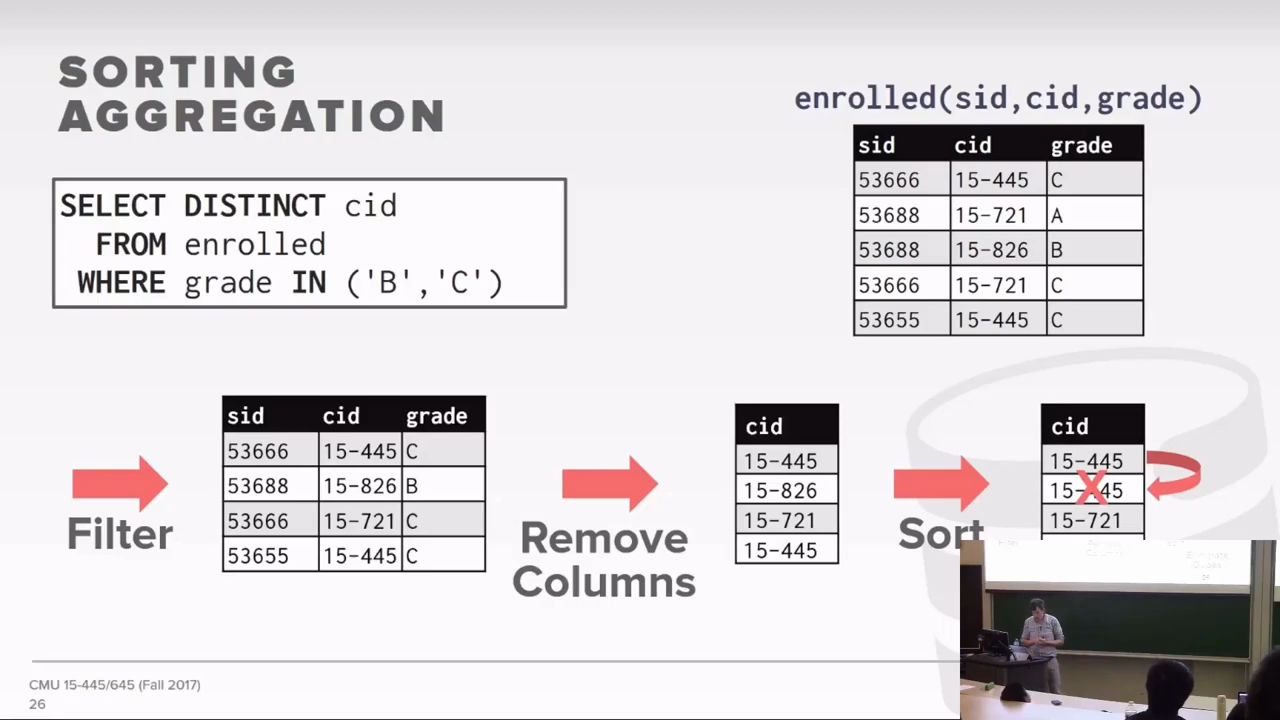 SORTING
AGGREGATION
enrolled(sid,cid,grade)
SELECT DISTINCT cid
FROM enrolled
WHERE grade IN ('B','C')
sid cid grade
53666 15-445 C
53688 15-721 A
53688 15-826 B
53666 15-721 C
53655 15-445 C
Filter
sid cid grade
53666 15-445 C
53688 15-826 B
53666 15-721 C
53655 15-445 C
Remove
Columns
cid
15-445
15-826
15-721
15-445
Sort
cid
15-445
15-445
15-721
Eliminate
Dupes
CMU 15-445/645 (Fall 2017)
26